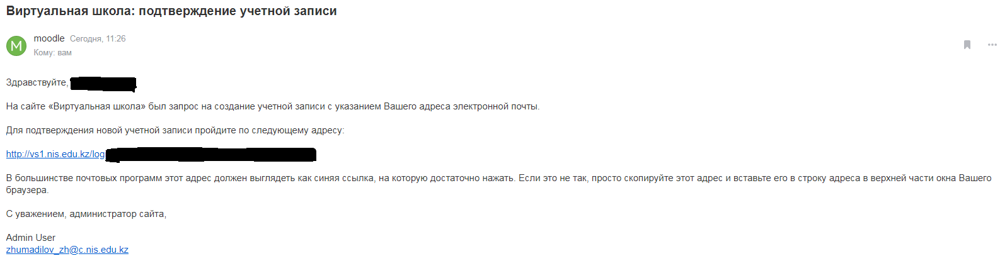 Виртуальная школа: подтверждение учетной записи
M
moodle Сегодня, 11:26
Кому: вам
Здравствуйте,
На сайте «Виртуальная школа» был запрос на создание учетной записи с указанием Вашего адреса электронной почты.
Для подтверждения новой учетной записи пройдите по следующему адресу:
http://vs1.nis.edu.kz/log
В большинстве почтовых программ этот адрес должен выглядеть как синяя ссылка, на которую достаточно нажать. Если это не так, просто скопируйте этот адрес и вставьте его в строку адреса в верхней части окна Вашего
браузера.
С уважением, администратор сайта,
Admin User
zhumadilov_zh@c.nis.edu.kz